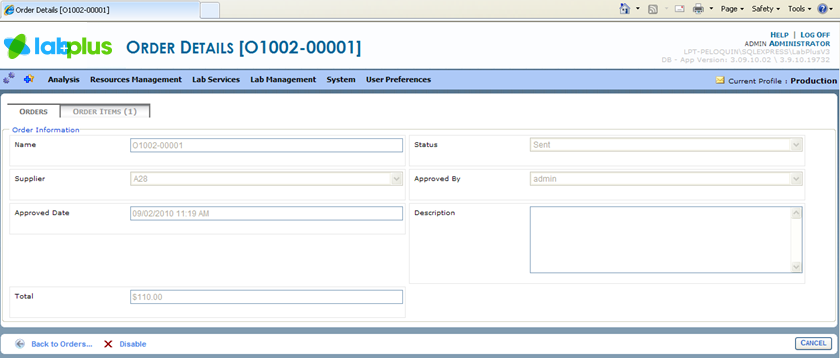 Order Details [O1002-00001]
Page Safety Tools
labplus ORDER DETAILS [O1002-00001]
HELP | LOG OFF
ADMIN ADMINISTRATOR
LPT-PELOQUIN\SQLEXPRESS\LABPLUSV3
DB - App Version: 3.09.10.02 \ 3.9.10.19732
Analysis Resources Management Lab Services Lab Management System User Preferences Current Profile : Production
ORDERS ORDER ITEMS (1)
Order Information
Name O1002-00001 Status Sent
Supplier A28 Approved By admin
Approved Date 09/02/2010 11:19 AM Description
Total $110.00
Back to Orders... Disable CANCEL